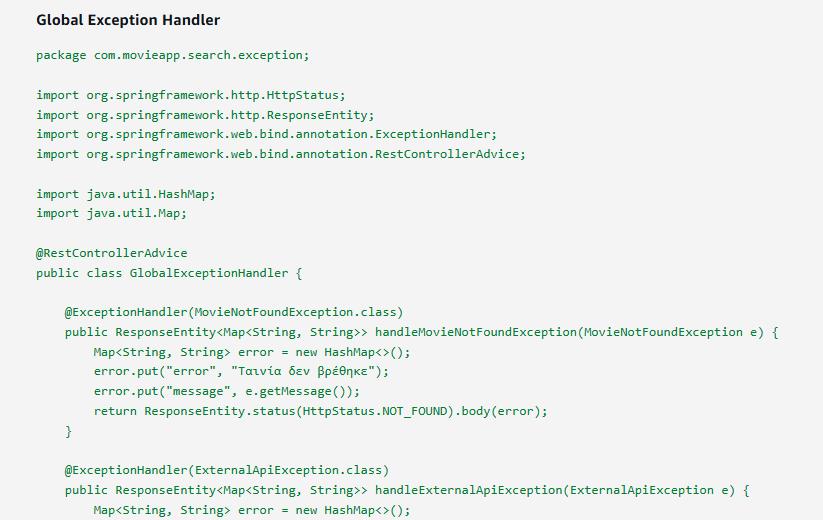 Global Exception Handler
package com.movieapp.search.exception;
import org.springframework.http.HttpStatus;
import org.springframework.http.ResponseEntity;
import org.springframework.web.bind.annotation.ExceptionHandler;
import org.springframework.web.bind.annotation.RestControllerAdvice;
import java.util.HashMap;
import java.util.Map;
@RestControllerAdvice
public class GlobalExceptionHandler {
    @ExceptionHandler(MovieNotFoundException.class)
    public ResponseEntity<Map<String, String>> handleMovieNotFoundException(MovieNotFoundException e) {
        Map<String, String> error = new HashMap<>();
        error.put("error", "Ταινία δεν βρέθηκε");
        error.put("message", e.getMessage());
        return ResponseEntity.status(HttpStatus.NOT_FOUND).body(error);
    }
    @ExceptionHandler(ExternalApiException.class)
    public ResponseEntity<Map<String, String>> handleExternalApiException(ExternalApiException e) {
        Map<String, String> error = new HashMap<>();